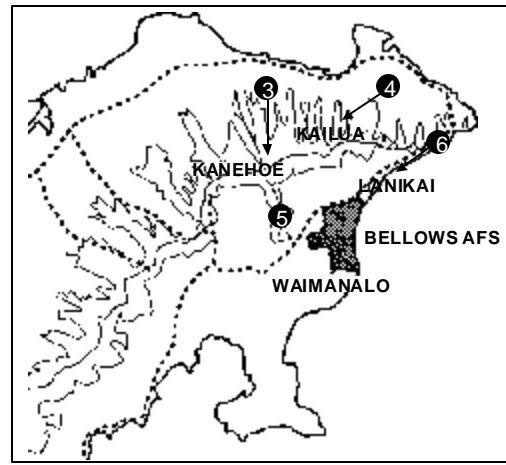 3
4
KAILUA
6
KANEHOE
LANIKAI
5
BELLOWS AFS
WAIMANALO